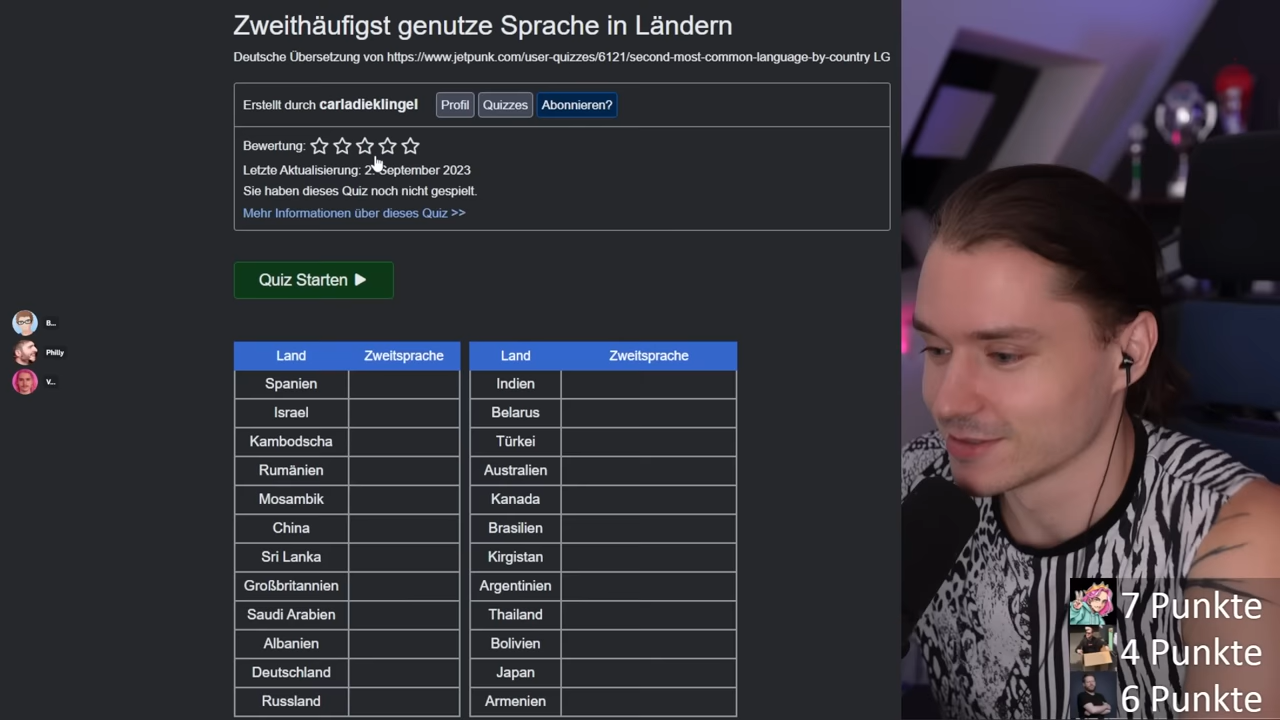 Zweithäufigst genutze Sprache in Ländern
Deutsche Übersetzung von https://www.jetpunk.com/user-quizzes/6121/second-most-common-language-by-country LG
Erstellt durch carladieklingel Profil Quizzes Abonnieren?
Bewertung:
Letzte Aktualisierung: 2. September 2023
Sie haben dieses Quiz noch nicht gespielt.
Mehr Informationen über dieses Quiz >>
Quiz Starten
B...
Philly
V...
Land Zweitsprache Land Zweitsprache
Spanien Indien
Israel Belarus
Kambodscha Türkei
Rumänien Australien
Mosambik Kanada
China Brasilien
Sri Lanka Kirgistan
Großbritannien Argentinien
Saudi Arabien Thailand
Albanien Bolivien
Deutschland Japan
Russland Armenien
7 Punkte
4 Punkte
6 Punkte